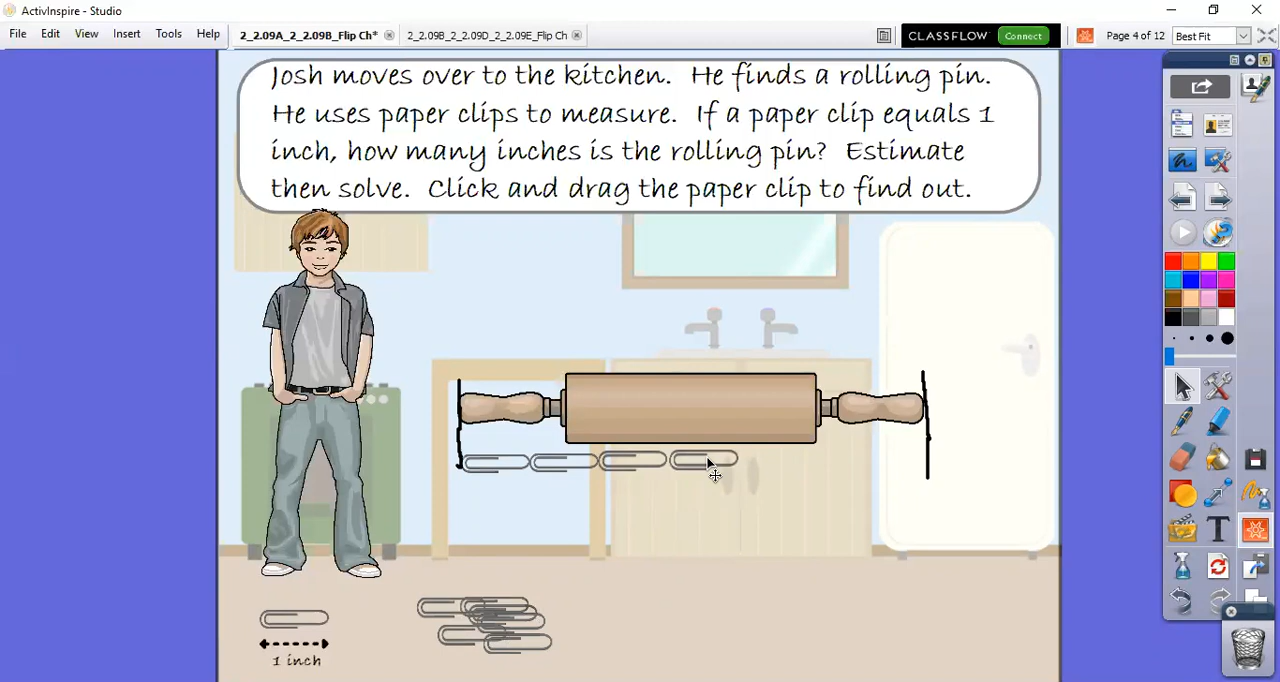 ActivInspire - Studio
File Edit View Insert Tools Help
2_2.09A_2_2.09B_Flip Ch*
2_2.09B_2_2.09D_2_2.09E_Flip Ch
CLASSFLOW Connect
Page 4 of 12
Best Fit
Josh moves over to the kitchen. He finds a rolling pin.
He uses paper clips to measure. If a paper clip equals 1
inch, how many inches is the rolling pin? Estimate
then solve. Click and drag the paper clip to find out.
1 inch